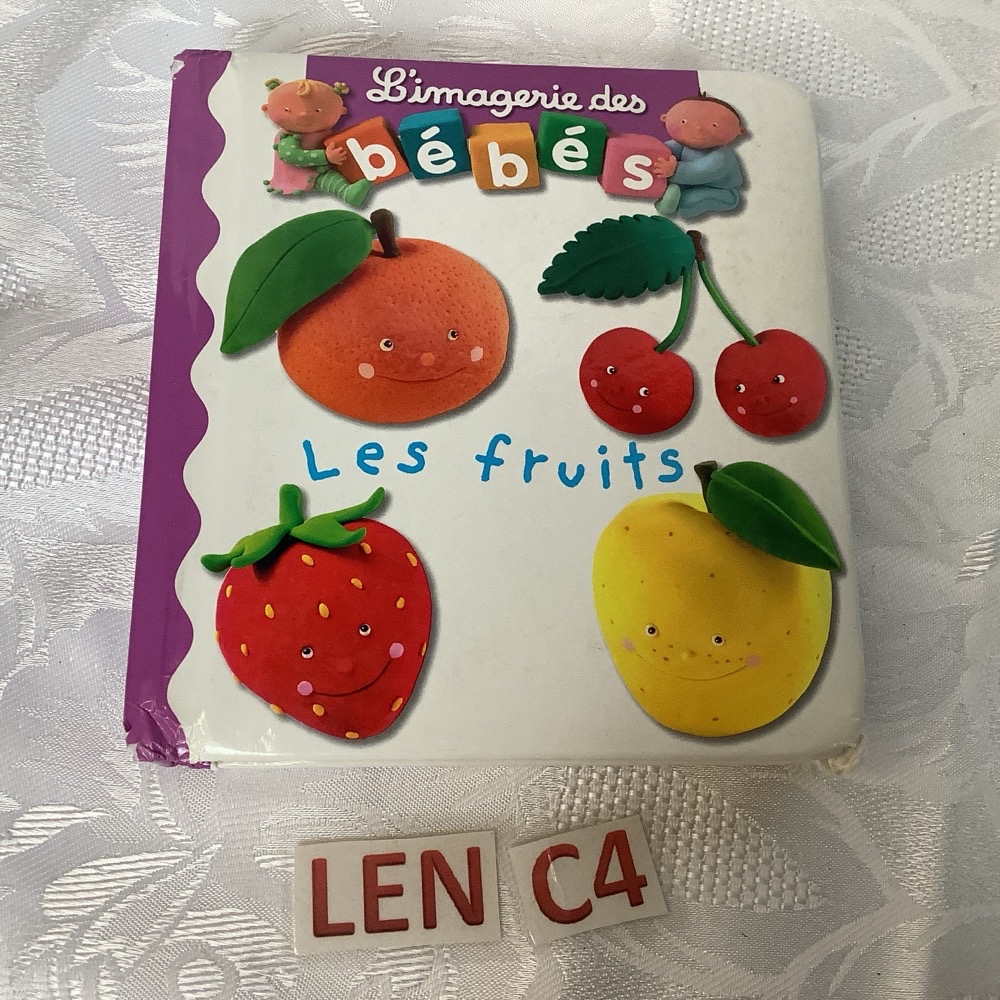 L'imagerie des
bébés
Les fruits
LEN C4